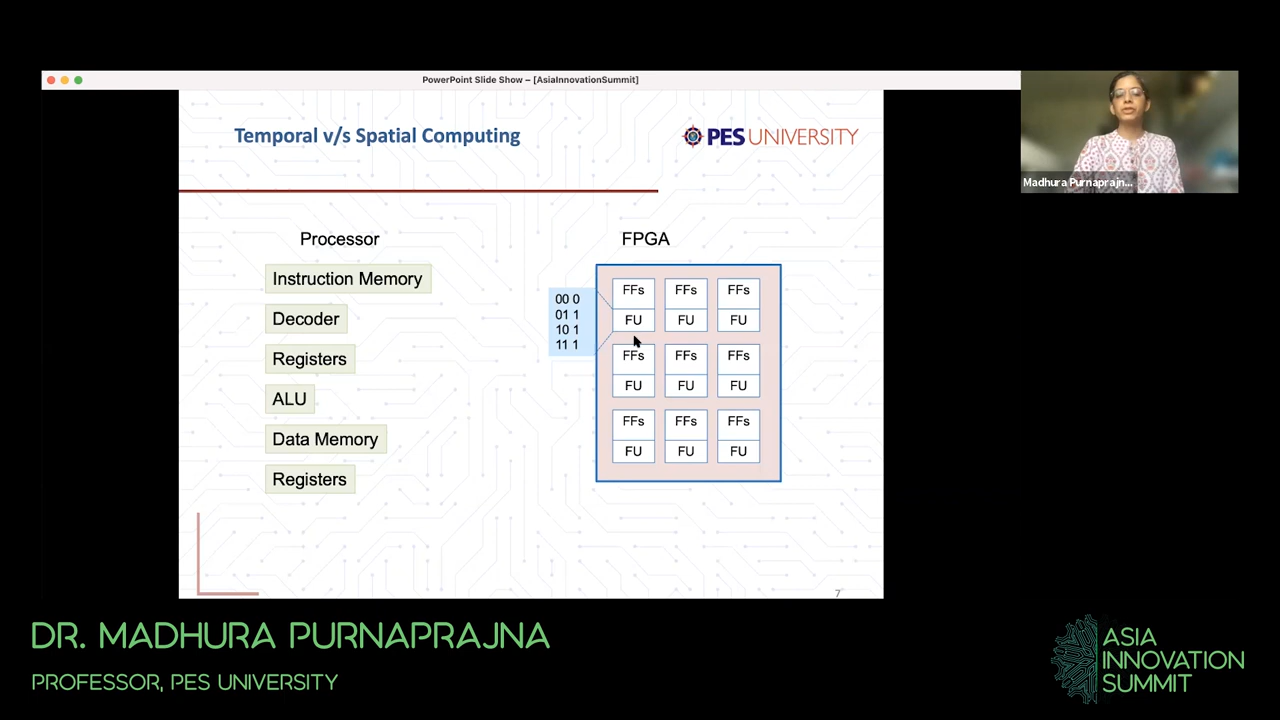 PowerPoint Slide Show – [AsiaInnovationSummit]
Temporal v/s Spatial Computing
PES UNIVERSITY
Madhura Purnaprajn...
Processor
FPGA
Instruction Memory
Decoder
Registers
ALU
Data Memory
Registers
00 0
01 1
10 1
11 1
FFs FFs FFs
FU FU FU
FFs FFs FFs
FU FU FU
FFs FFs FFs
FU FU FU
7
DR. MADHURA PURNAPRAJNA
PROFESSOR, PES UNIVERSITY
ASIA
INNOVATION
SUMMIT